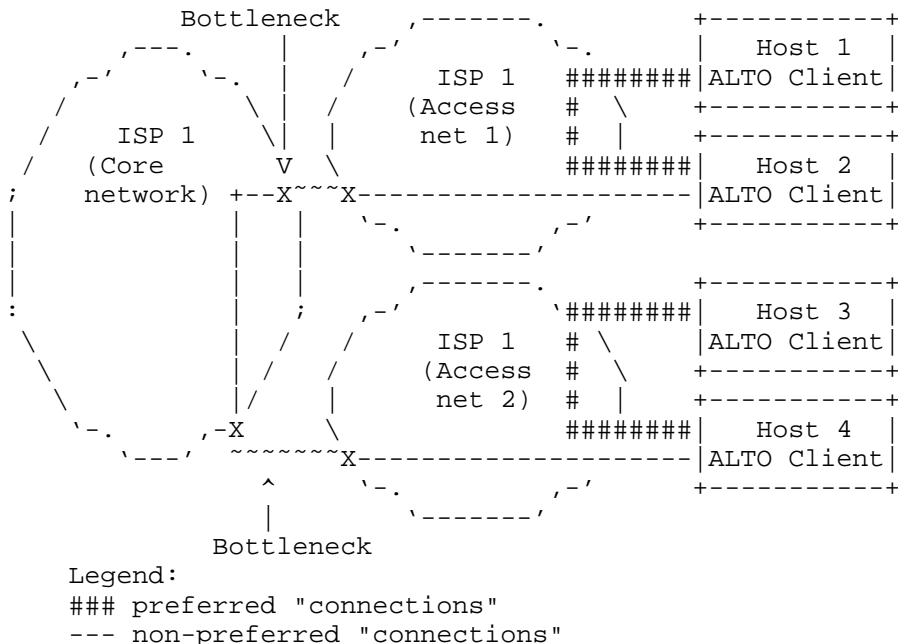 Bottleneck
Host 1
ISP 1
ALTO Client
(Access
ISP 1
net 1)
(Core
V
Host 2
network)
X
X
ALTO Client
Host 3
ISP 1
ALTO Client
(Access
net 2)
X
Host 4
X
ALTO Client
Bottleneck
Legend:
### preferred "connections"
--- non-preferred "connections"